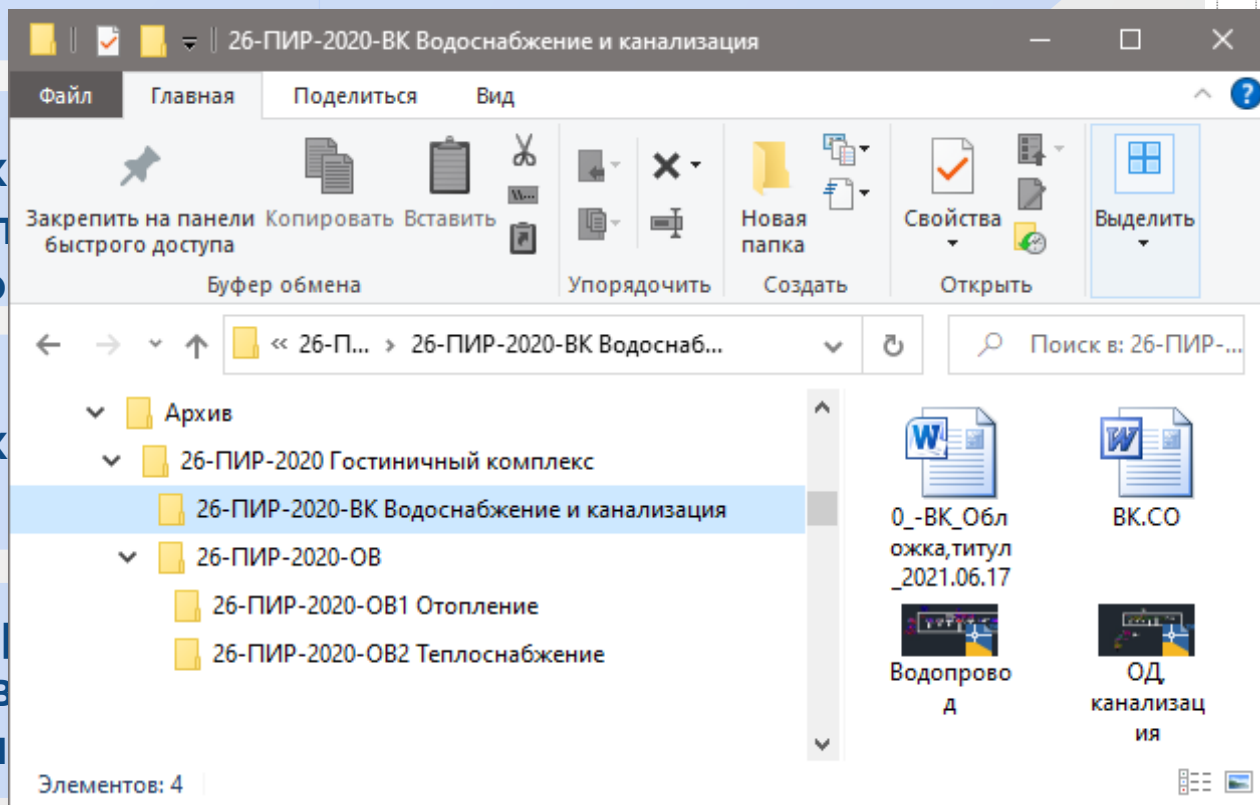 26-ПИР-2020-ВК Водоснабжение и канализация
Файл Главная Поделиться Вид
Закрепить на панели
быстрого доступа
Копировать Вставить
Новая
папка
Свойства
Выделить
Буфер обмена Упорядочить Создать Открыть
« 26-П... › 26-ПИР-2020-ВК Водоснаб...
Поиск в: 26-ПИР-...
Архив
26-ПИР-2020 Гостиничный комплекс
26-ПИР-2020-ВК Водоснабжение и канализация
26-ПИР-2020-ОВ
26-ПИР-2020-ОВ1 Отопление
26-ПИР-2020-ОВ2 Теплоснабжение
0_-ВК_Обл
ожка,титул
_2021.06.17
ВК.СО
Водопрово
д
ОД,
канализац
ия
Элементов: 4